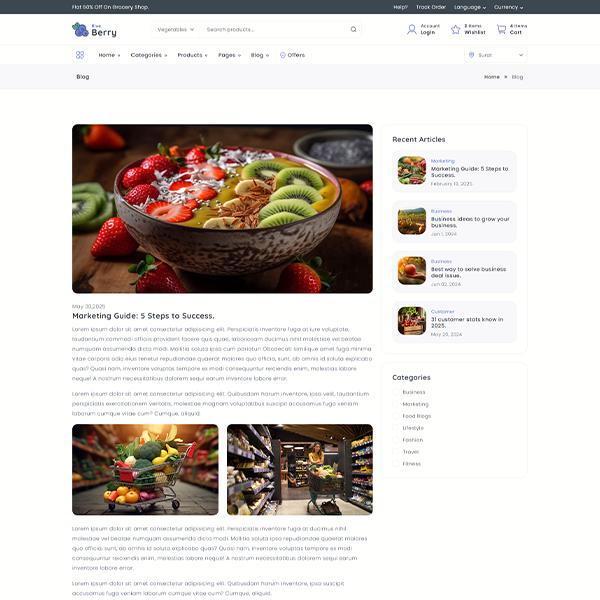 Flat 50% Off On Grocery Shop.
Help?
Track Order
Language
Currency
Blue
Berry
Vegetables
Search products...
Account
Login
3 Items
Wishlist
4 Items
Cart
Home
Categories
Products
Pages
Blog
Offers
Surat
Blog
Home » Blog
May 30,2025
Marketing Guide: 5 Steps to Success.
Lorem ipsum dolor sit amet consectetur adipisicing elit. Perspiciatis inventore fuga at iure voluptate,
laudantium commodi officiis provident facere quis quae, laboriosam ducimus nihil molestiae vel beatae
numquam assumenda dicta modi. Mollitia soluta ipsa cum pariatur Obcaecati similique amet fuga minima
vitae corporis odio eius tenetur repudiandae quaerat maiores quo officia, sunt, ab omnis id soluta explicabo
quas? Quasi nam, inventore voluptas tempore ex modi consequuntur reiciendis enim, molestias labore
neque! A nostrum necessitatibus dolorem sequi earum inventore labore error.
Lorem ipsum dolor sit amet consectetur adipisicing elit. Quibusdam harum inventore, ipsa velit, laudantium
perspiciatis exercitationem veritatis, totam eligendi molestiae magnam voluptatibus suscipit fuga veniam
laborum cumque vitae cum? Cumque, aliquid.
Lorem ipsum dolor sit amet consectetur adipisicing elit. Mollitia modi, assumenda at id ducimus nihil
molestiae vel beatae numquam assumenda dicta modi. Mollitia soluta repudiandae quaerat maiores
quo officia, sunt, ab omnis id soluta explicabo quas? Quasi nam, inventore voluptas tempore ex modi
consequuntur reiciendis enim, molestias labore neque! A nostrum necessitatibus dolorem sequi earum
inventore labore error.
Lorem ipsum dolor sit amet consectetur adipisicing elit. Quibusdam harum inventore, ipsa suscipit
accusamus fuga veniam laborum cumque vitae cum? Cumque, aliquid.
Recent Articles
Marketing
Marketing Guide: 5 Steps to
Success.
February 10, 2025
Business
Business ideas to grow your
business.
Jan 1, 2024
Business
Best way to solve business
deal issue.
Jun 02, 2024
Customer
31 customer stats know in
2025.
May 20, 2024
Categories
Business
Marketing
Food Blogs
Lifestyle
Fashion
Travel
Fitness